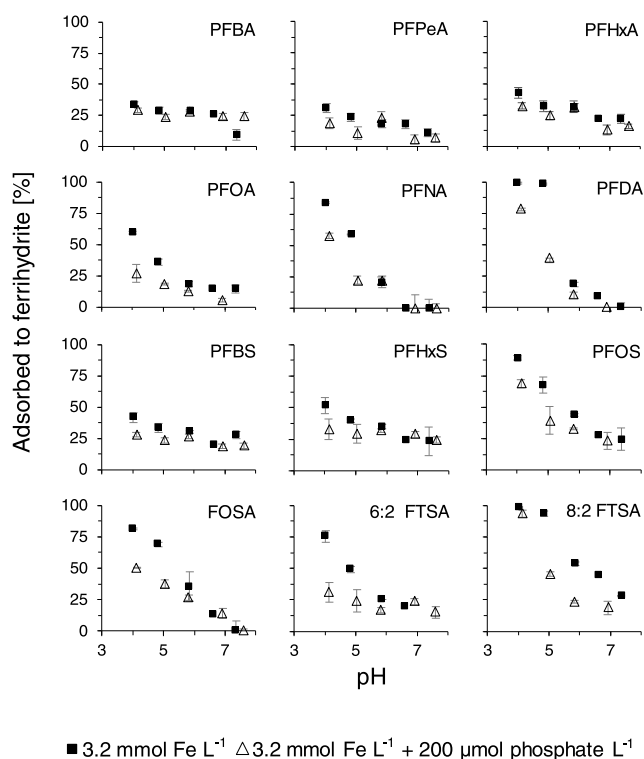 PFBA PFPeA PFHxA
100
75
50
25
0
PFOA PFNA PFDA
100
75
50
25
0
PFBS PFHxS PFOS
100
75
50
25
0
FOSA 6:2 FTSA 8:2 FTSA
100
75
50
25
0
3 5 7 3 5 7 3 5 7
Adsorbed to ferrihydrite [%]
pH
■ 3.2 mmol Fe L⁻¹ △ 3.2 mmol Fe L⁻¹ + 200 µmol phosphate L⁻¹